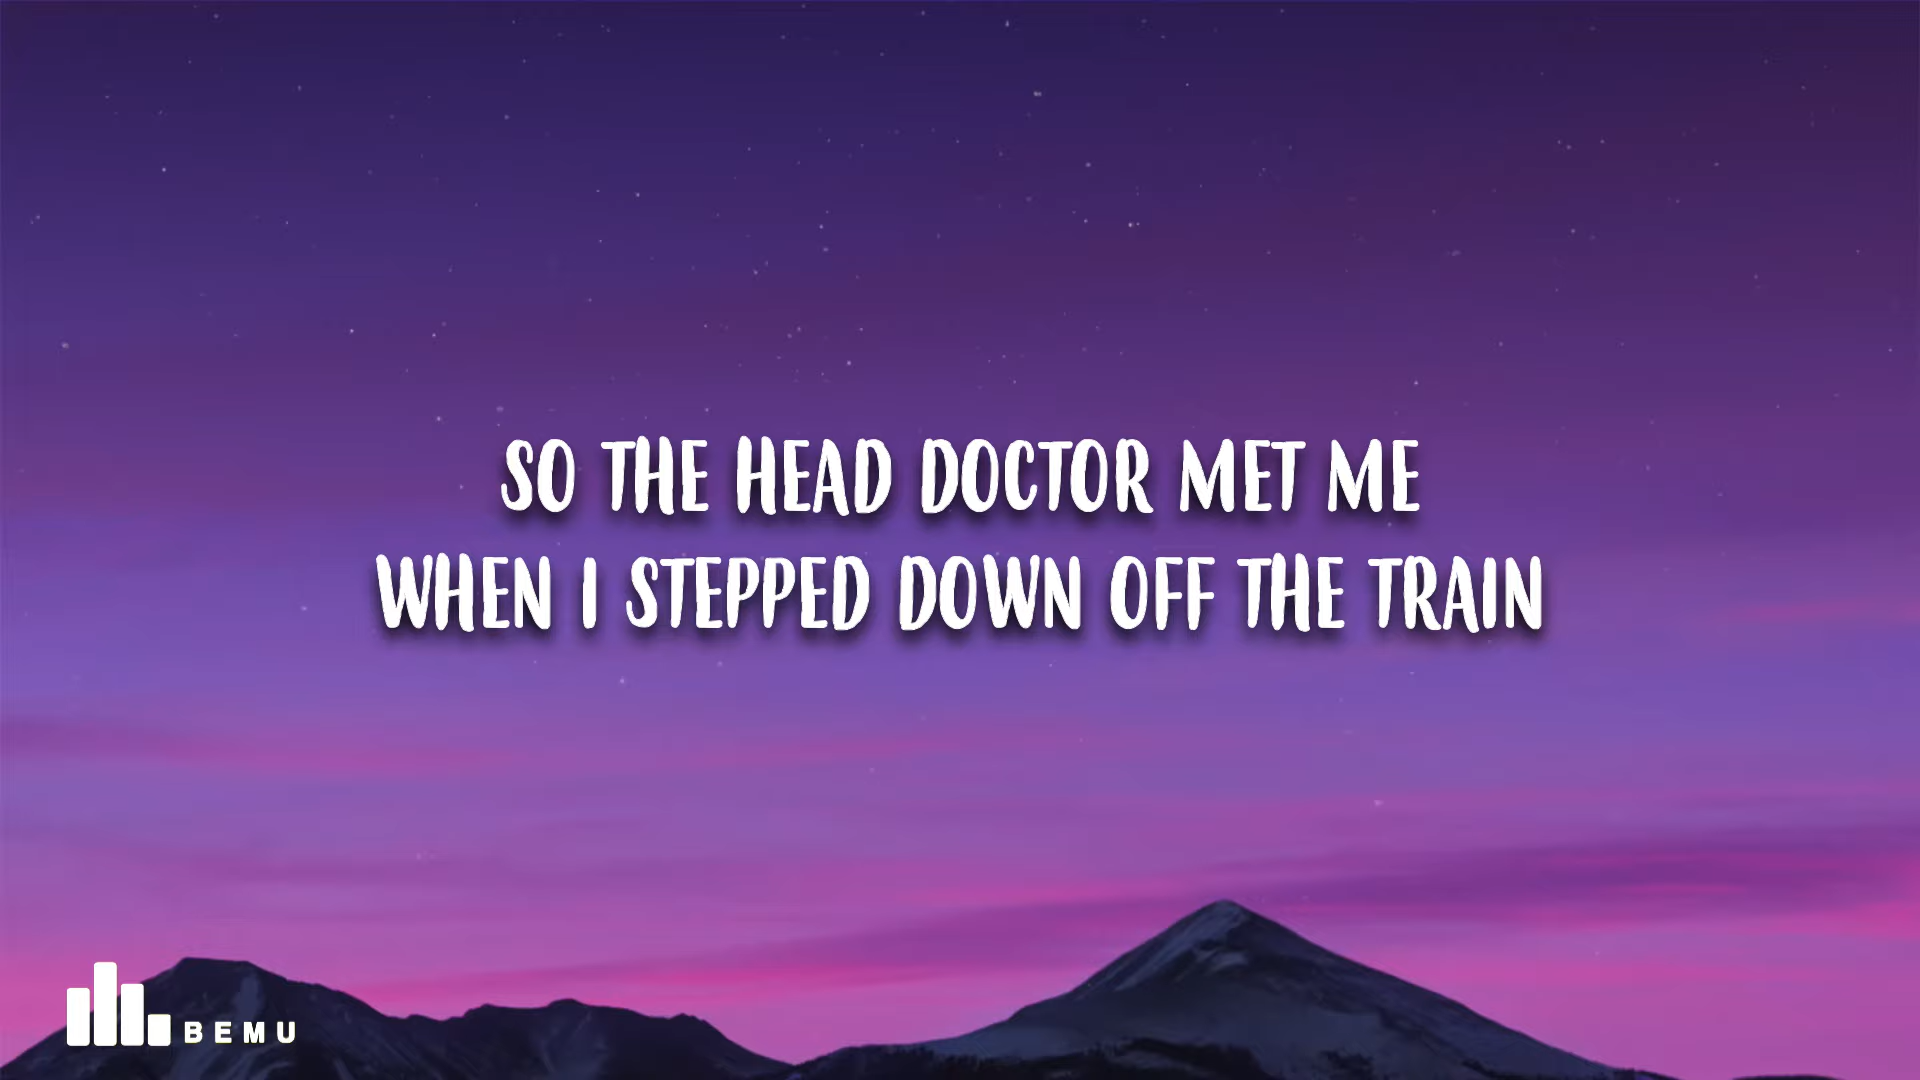 SO THE HEAD DOCTOR MET ME
WHEN I STEPPED DOWN OFF THE TRAIN
BEMU